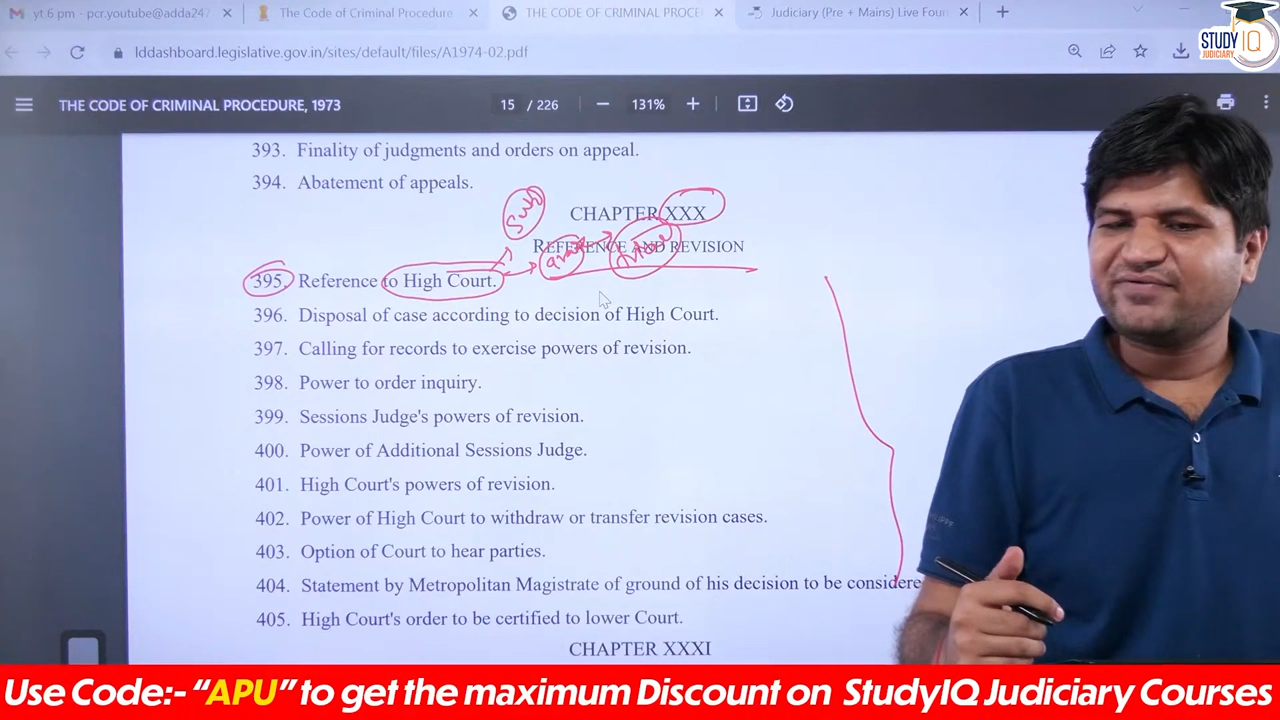 yt 6 pm - pcr.youtube@adda247
The Code of Criminal Procedure
THE CODE OF CRIMINAL PROCE
Judiciary (Pre + Mains) Live Foun
STUDY IQ
JUDICIARY
lddashboard.legislative.gov.in/sites/default/files/A1974-02.pdf
THE CODE OF CRIMINAL PROCEDURE, 1973
15 / 226
131%
393. Finality of judgments and orders on appeal.
394. Abatement of appeals.
CHAPTER XXX
REFERENCE AND REVISION
395. Reference to High Court.
396. Disposal of case according to decision of High Court.
397. Calling for records to exercise powers of revision.
398. Power to order inquiry.
399. Sessions Judge's powers of revision.
400. Power of Additional Sessions Judge.
401. High Court's powers of revision.
402. Power of High Court to withdraw or transfer revision cases.
403. Option of Court to hear parties.
404. Statement by Metropolitan Magistrate of ground of his decision to be considere
405. High Court's order to be certified to lower Court.
CHAPTER XXXI
Use Code:- “APU” to get the maximum Discount on StudyIQ Judiciary Courses